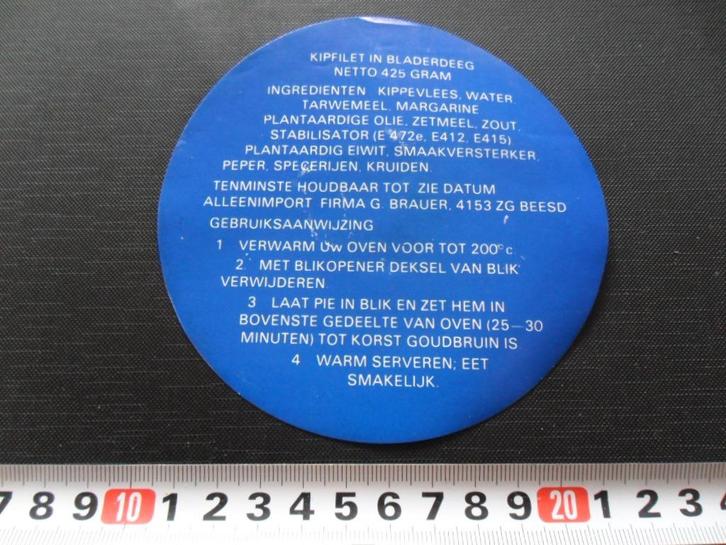 KIPFILET IN BLADERDEEG
NETTO 425 GRAM
INGREDIENTEN KIPPEVLEES, WATER.
TARWEMEEL. MARGARINE
PLANTAARDIGE OLIE, ZETMEEL, ZOUT.
STABILISATOR (E 472e, E412, E415)
PLANTAARDIG EIWIT, SMAAKVERSTERKER.
PEPER, SPECERIJEN, KRUIDEN.
TENMINSTE HOUDBAAR TOT ZIE DATUM
ALLEENIMPORT FIRMA G. BRAUER, 4153 ZG BEESD
GEBRUIKSAANWIJZING
1 VERWARM Uw OVEN VOOR TOT 200°c.
2. MET BLIKOPENER DEKSEL VAN BLIK
VERWIJDEREN.
3 LAAT PIE IN BLIK EN ZET HEM IN
BOVENSTE GEDEELTE VAN OVEN (25—30
MINUTEN) TOT KORST GOUDBRUIN IS
4 WARM SERVEREN; EET
SMAKELIJK.
7 8 9 10 1 2 3 4 5 6 7 8 9 20 1 2 3 4